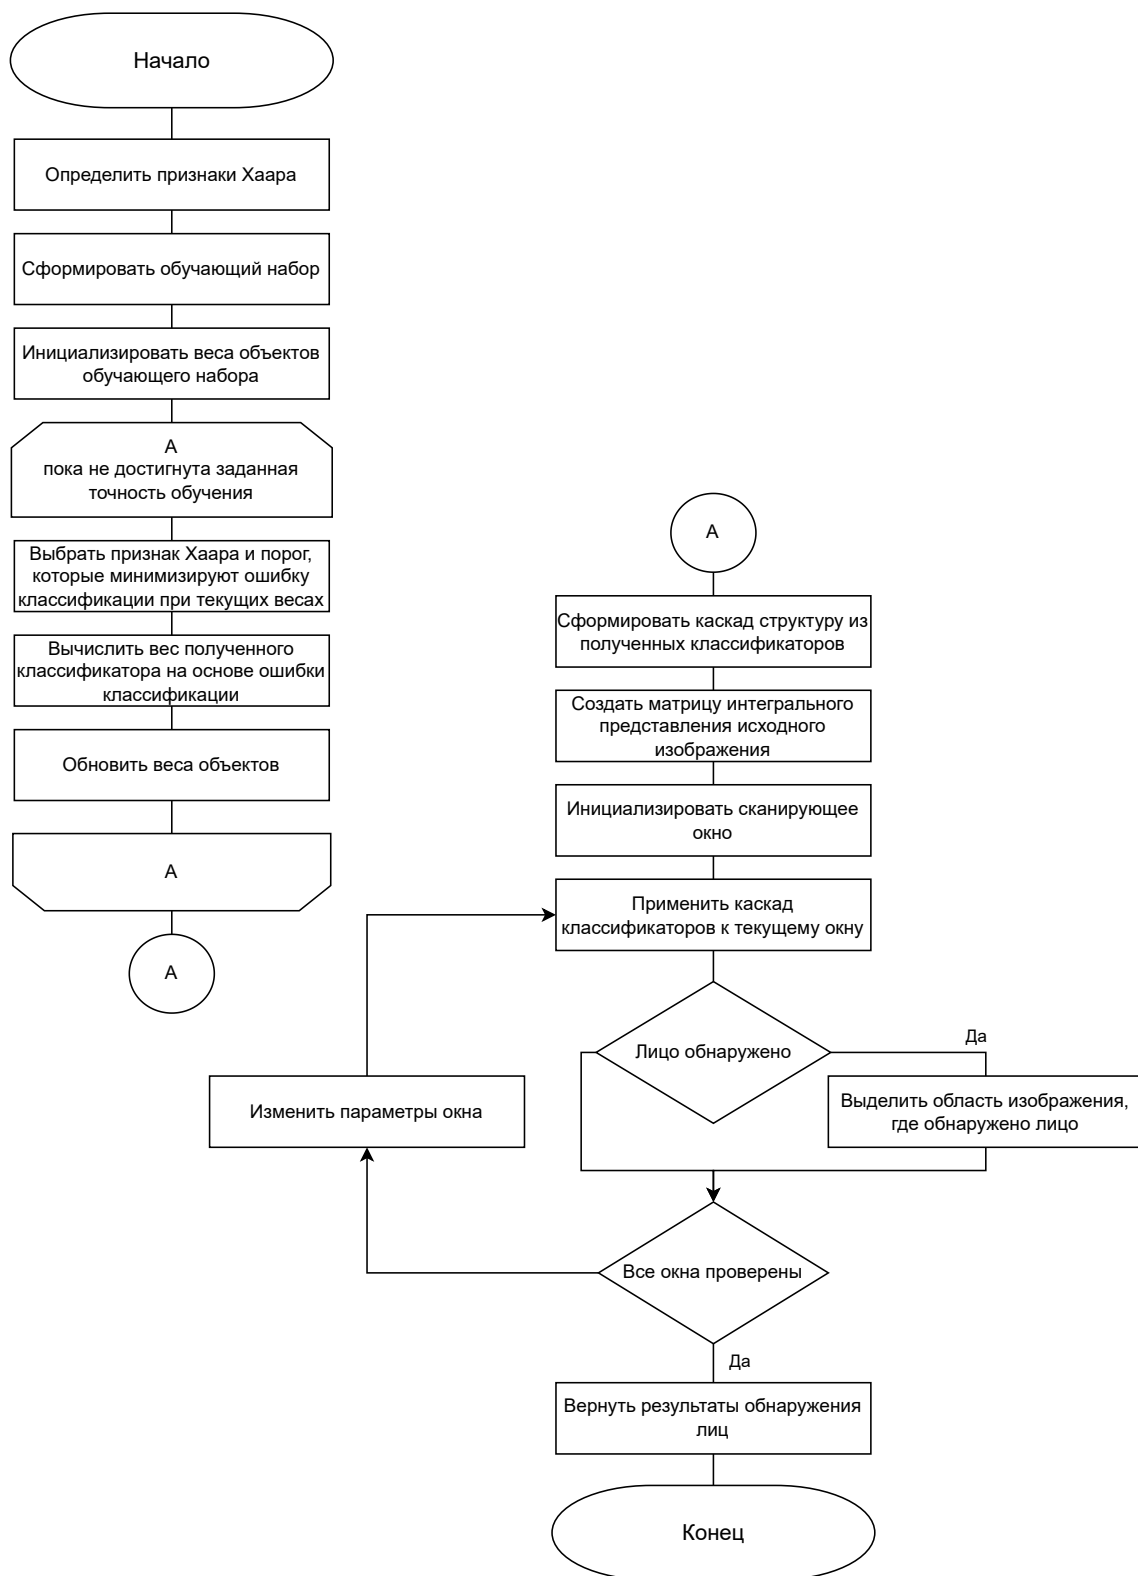 Начало
Определить признаки Хаара
Сформировать обучающий набор
Инициализировать веса объектов
обучающего набора
А
пока не достигнута заданная
точность обучения
Выбрать признак Хаара и порог,
которые минимизируют ошибку
классификации при текущих весах
Вычислить вес полученного
классификатора на основе ошибки
классификации
Обновить веса объектов
А
А
А
Сформировать каскад структуру из
полученных классификаторов
Создать матрицу интегрального
представления исходного
изображения
Инициализировать сканирующее
окно
Применить каскад
классификаторов к текущему окну
Лицо обнаружено
Да
Выделить область изображения,
где обнаружено лицо
Изменить параметры окна
Все окна проверены
Да
Вернуть результаты обнаружения
лиц
Конец